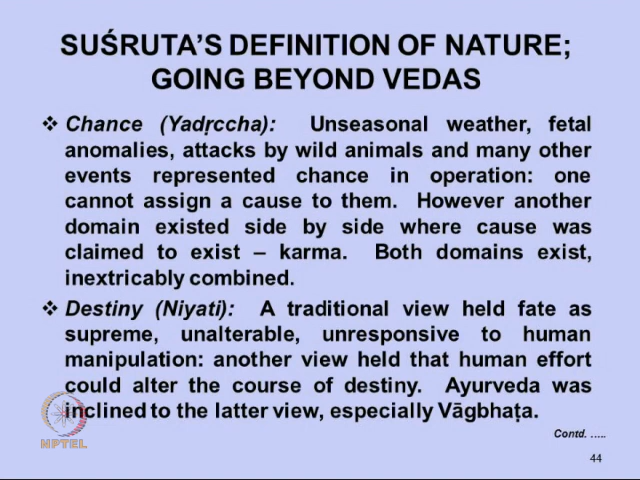 SUŚRUTA'S DEFINITION OF NATURE;
GOING BEYOND VEDAS
❖ Chance (Yadṛccha): Unseasonal weather, fetal
anomalies, attacks by wild animals and many other
events represented chance in operation: one
cannot assign a cause to them. However another
domain existed side by side where cause was
claimed to exist – karma. Both domains exist,
inextricably combined.
❖ Destiny (Niyati): A traditional view held fate as
supreme, unalterable, unresponsive to human
manipulation: another view held that human effort
could alter the course of destiny. Ayurveda was
inclined to the latter view, especially Vāgbhaṭa.
Contd. …..
NPTEL
44